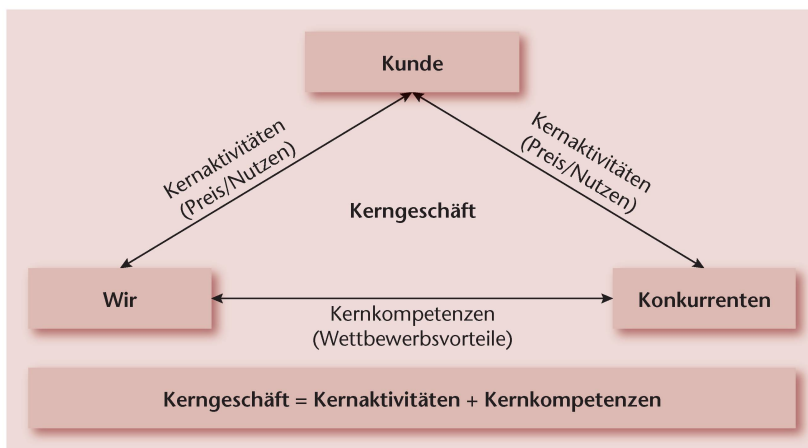 Kunde
Kernaktivitäten
(Preis/Nutzen)
Kernaktivitäten
(Preis/Nutzen)
Kerngeschäft
Wir
Konkurrenten
Kernkompetenzen
(Wettbewerbsvorteile)
Kerngeschäft = Kernaktivitäten + Kernkompetenzen